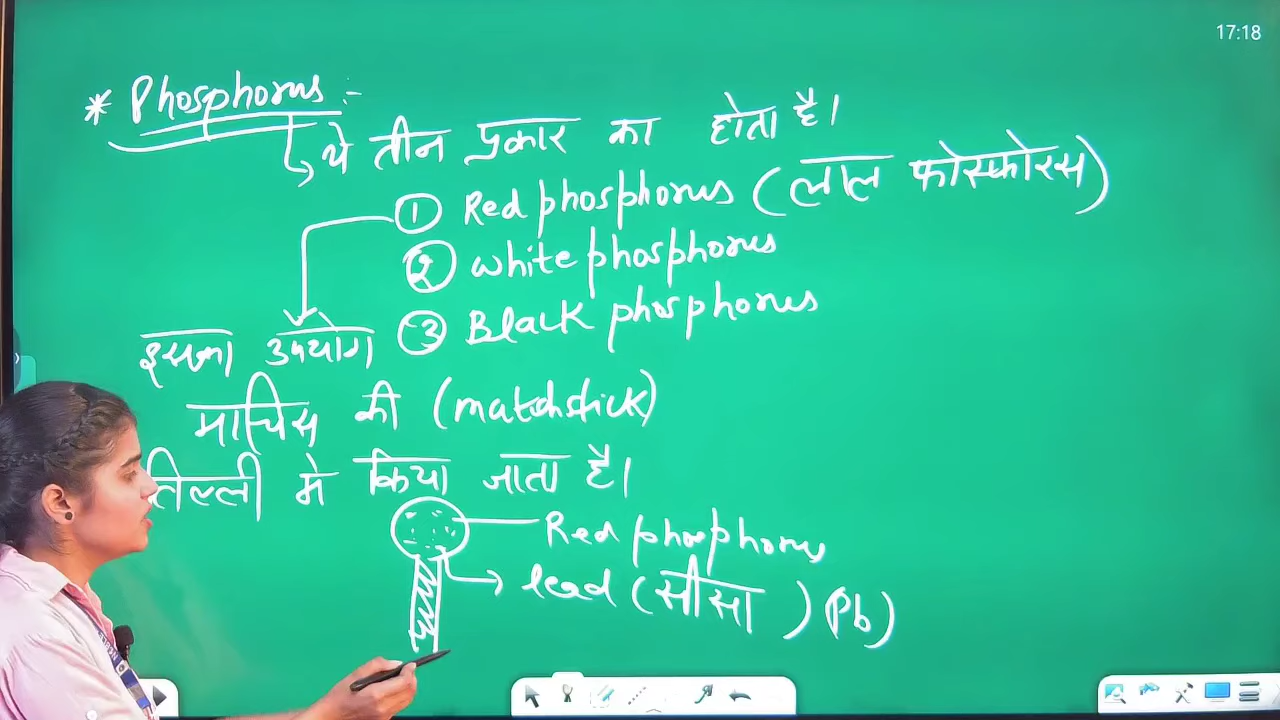 17:18
* Phosphorus :-
ये तीन प्रकार का होता है।
① Red phosphorus (लाल फोस्फोरस)
② white phosphorus
③ Black phosphorus
इसका उपयोग
माचिस की (matchstick)
तिल्ली मे किया जाता है।
Red phosphorus
lead (सीसा) (Pb)